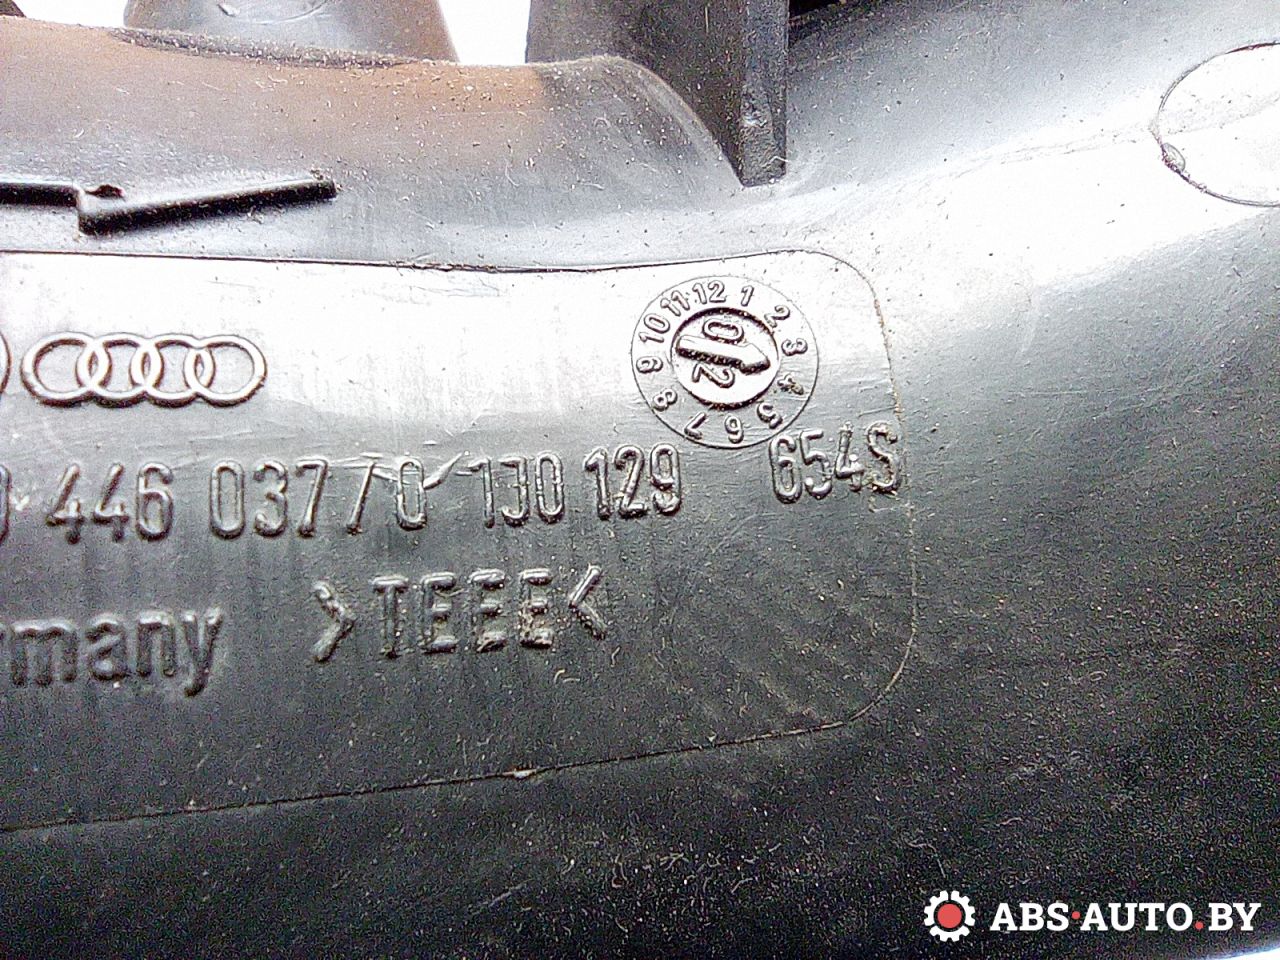 11 12 1 2 3 4 5 6 7 8 9 10
02
446 037/0 130 129 654S
rmany >TEEE<
ABS·AUTO.BY